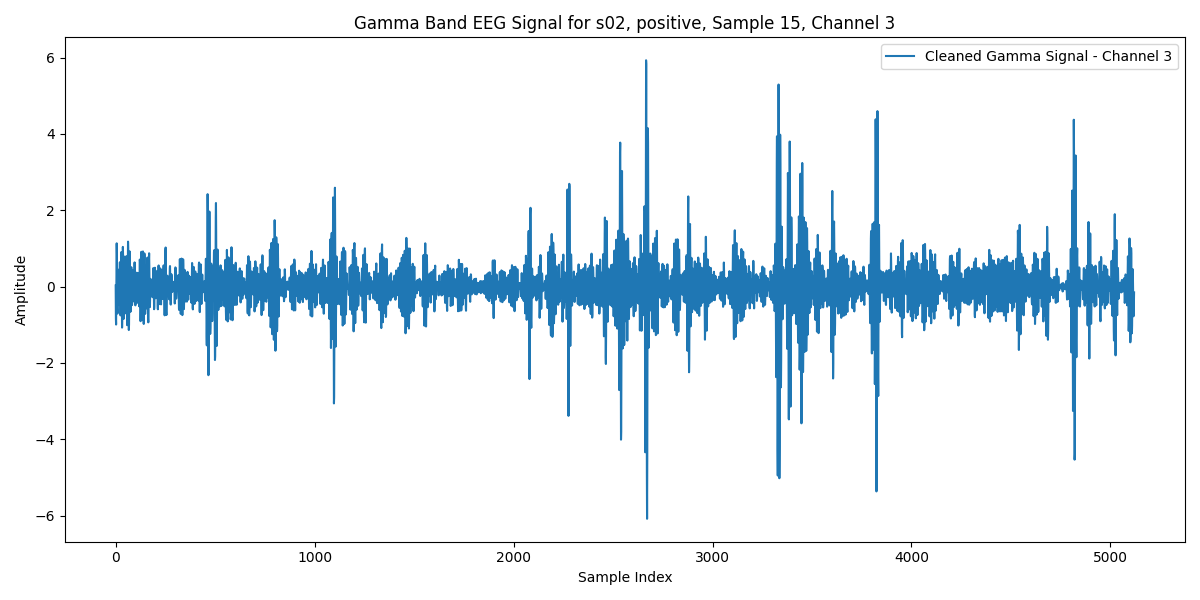 Gamma Band EEG Signal for s02, positive, Sample 15, Channel 3
Cleaned Gamma Signal - Channel 3
Amplitude
6
4
2
0
−2
−4
−6
0 1000 2000 3000 4000 5000
Sample Index